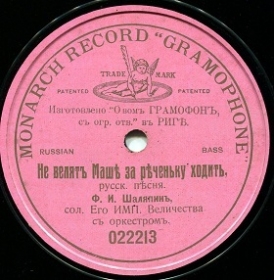 MONARCH RECORD "GRAMOPHONE"
TRADE MARK
PATENTED PATENTED
Изготовлено "О-вомъ ГРАМОФОНЪ,
съ огр. отв." въ РИГѢ.
RUSSIAN BASS
Не велятъ Машѣ за рѣченьку ходить,
русск. пѣсня.
Ф. И. Шаляпинъ,
сол. Его ИМП. Величества
съ оркестромъ.
022213